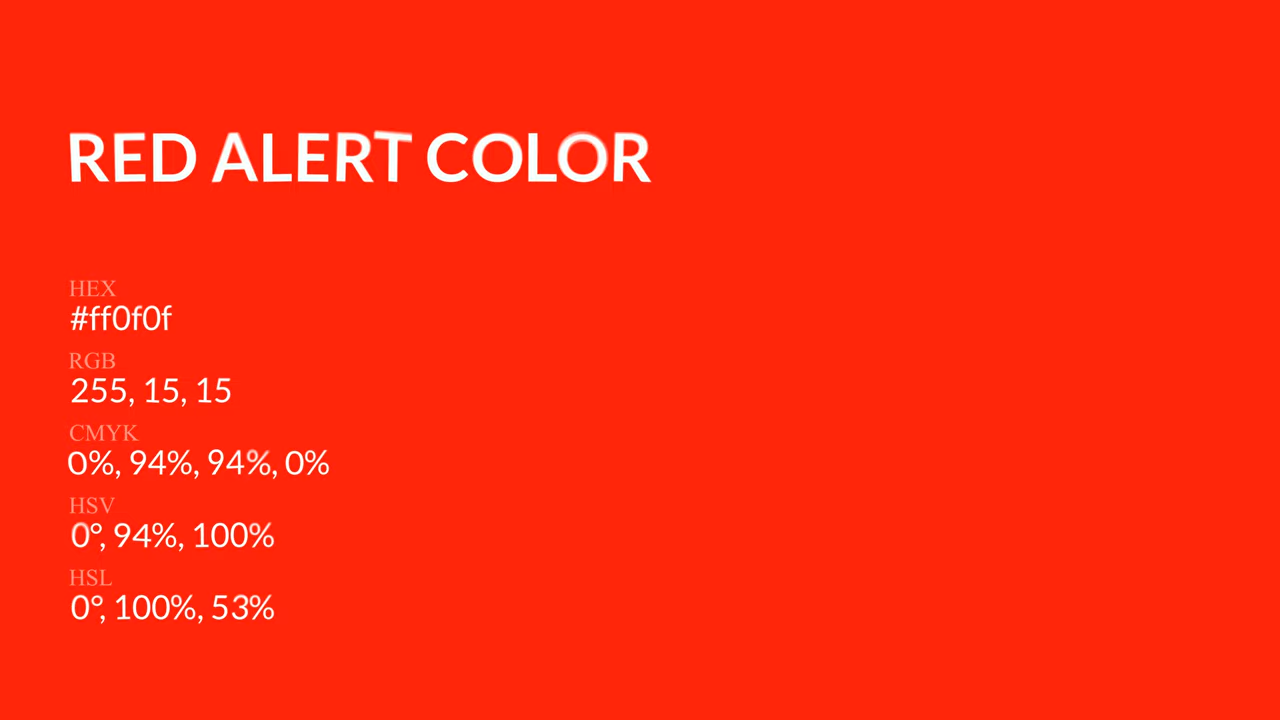 RED ALERT COLOR
HEX
#ff0f0f
RGB
255, 15, 15
CMYK
0%, 94%, 94%, 0%
HSV
0°, 94%, 100%
HSL
0°, 100%, 53%